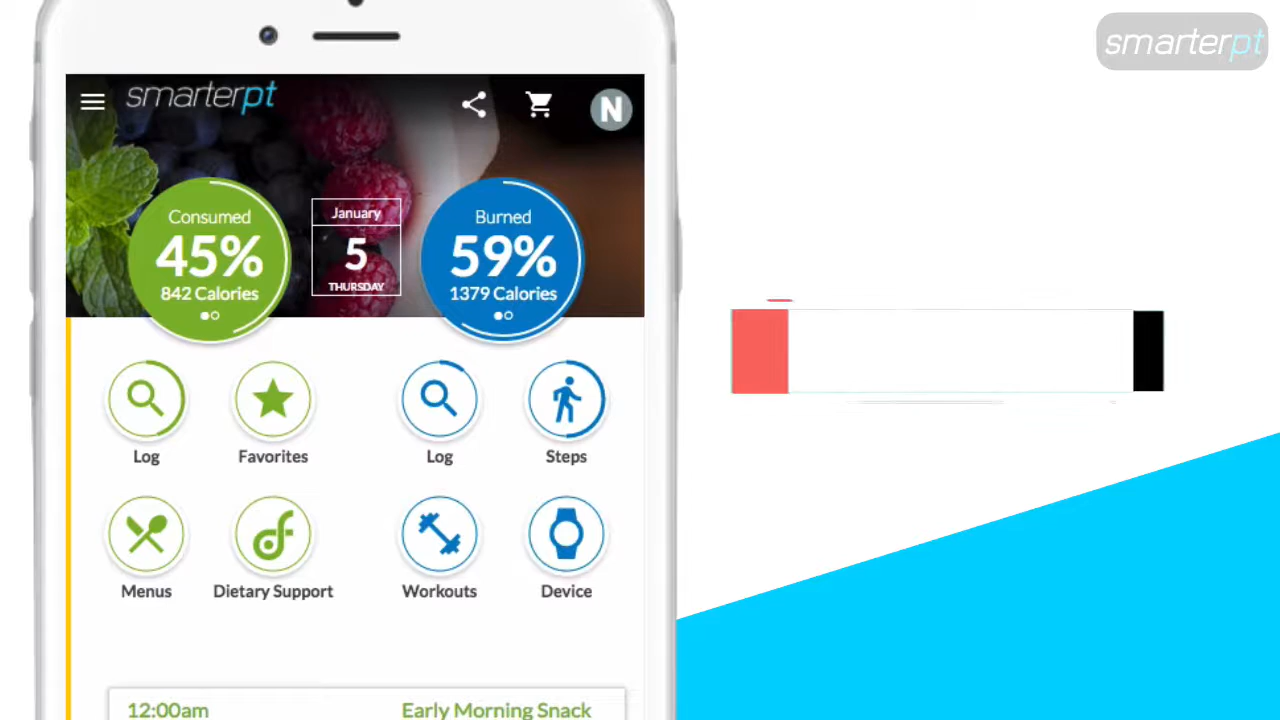 smarterpt
smarterpt
N
Consumed
45%
842 Calories
January
5
THURSDAY
Burned
59%
1379 Calories
Log
Favorites
Log
Steps
Menus
Dietary Support
Workouts
Device
12:00am
Early Morning Snack